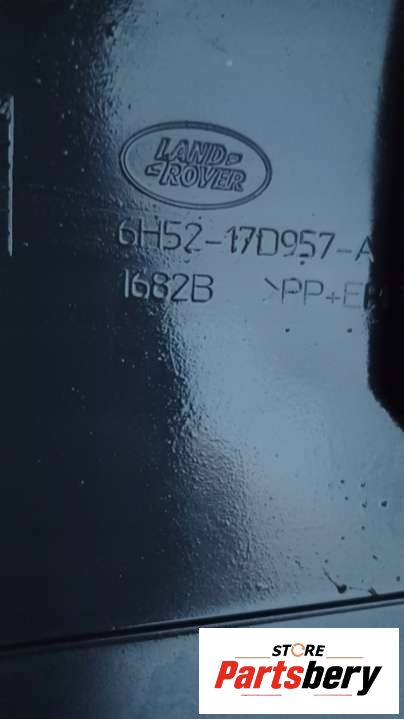 LAND-
-ROVER
6H52-17D957-A
1682B >PP+E
STORE
Partsbery